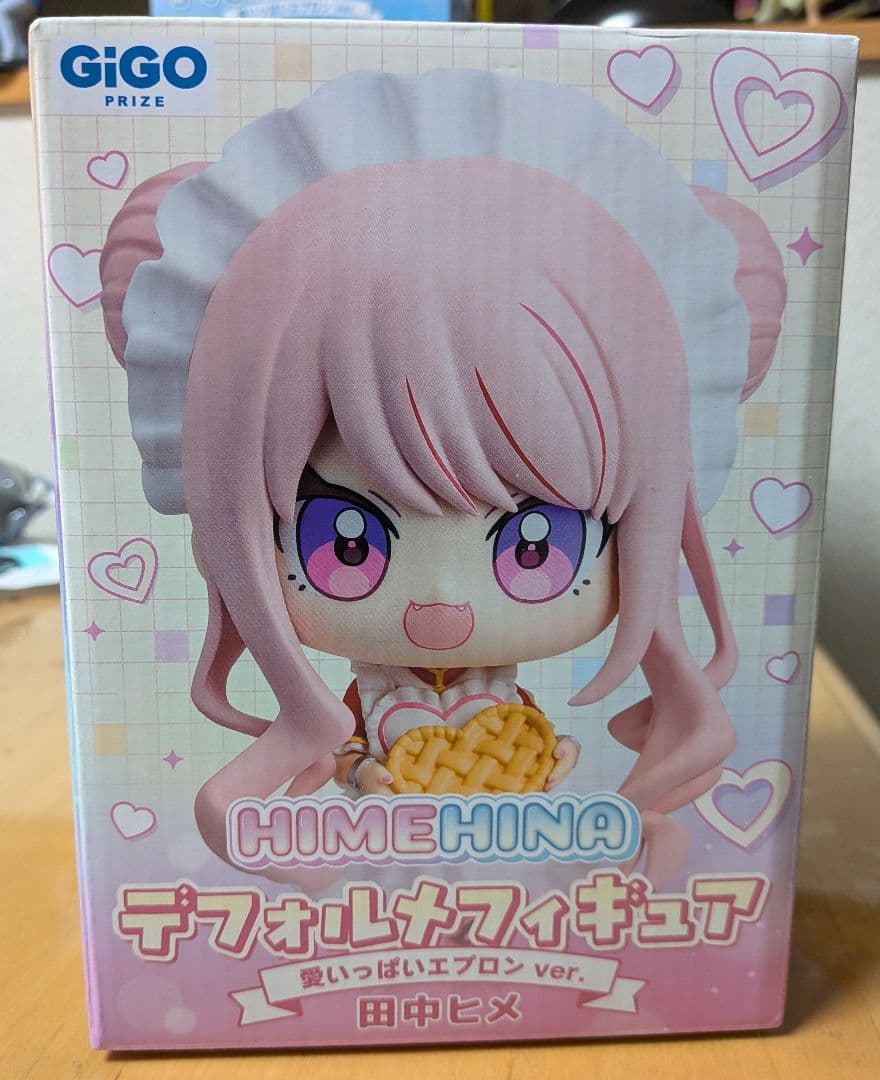 GiGO
PRIZE
HIMEHINA
デフォルメフィギュア
愛いっぱいエプロン ver.
田中ヒメ